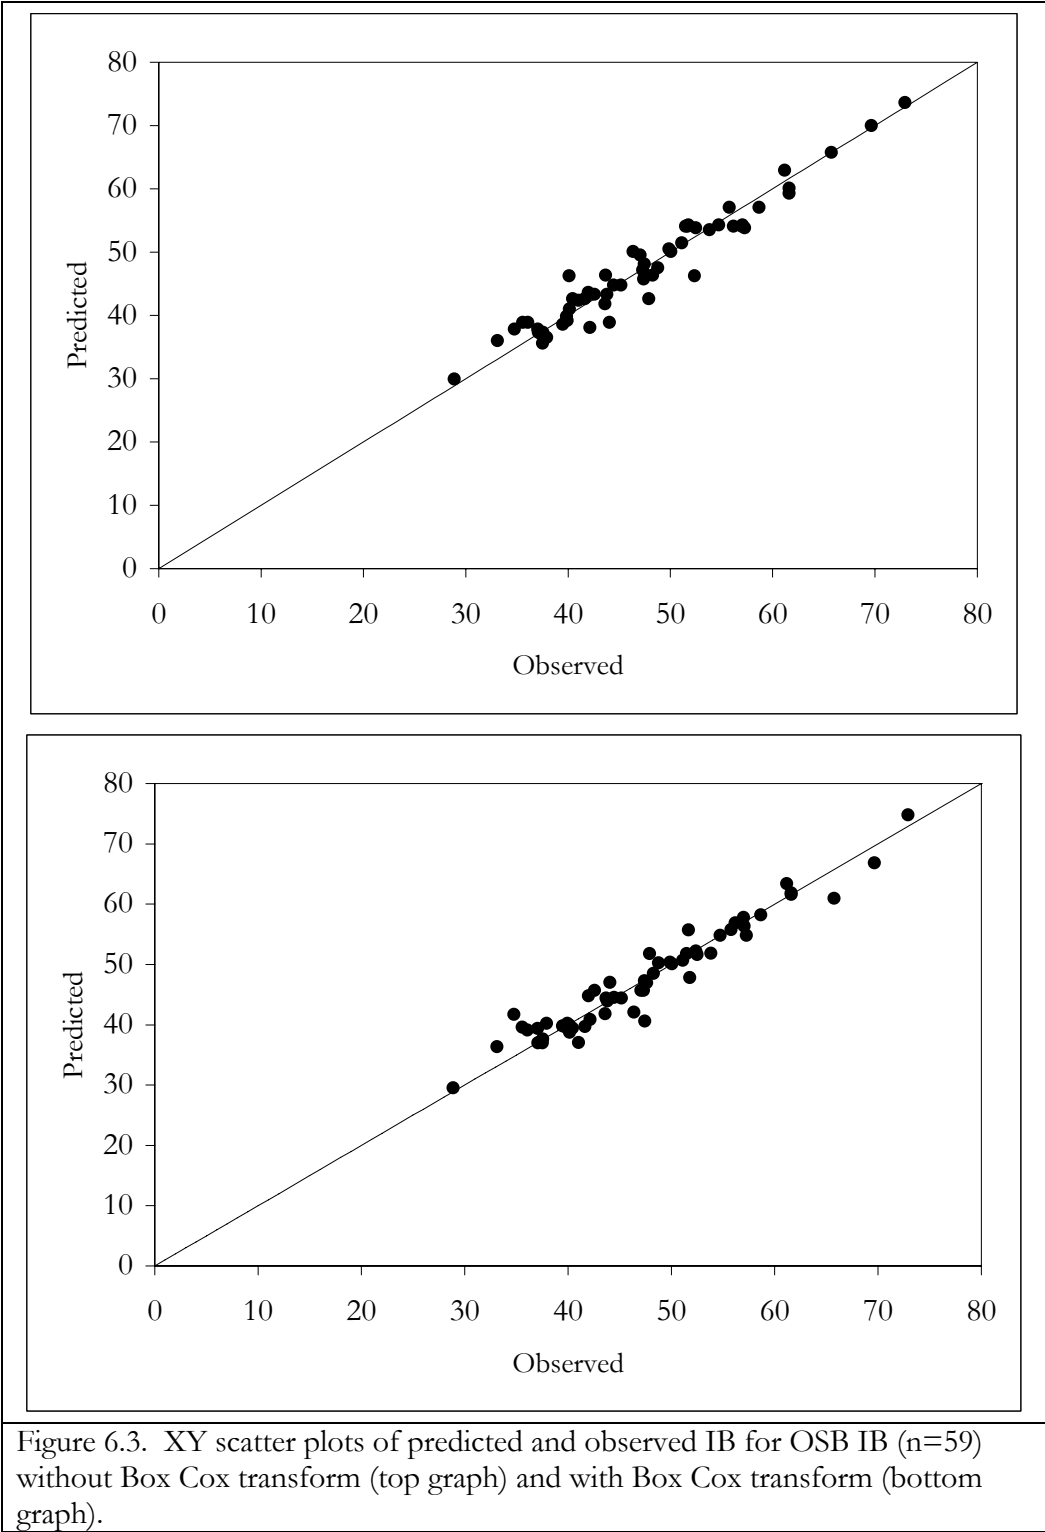 80
70
60
50
40
30
20
10
0
Predicted
0 10 20 30 40 50 60 70 80
Observed
80
70
60
50
40
30
20
10
0
Predicted
0 10 20 30 40 50 60 70 80
Observed
Figure 6.3. XY scatter plots of predicted and observed IB for OSB IB (n=59)
without Box Cox transform (top graph) and with Box Cox transform (bottom
graph).